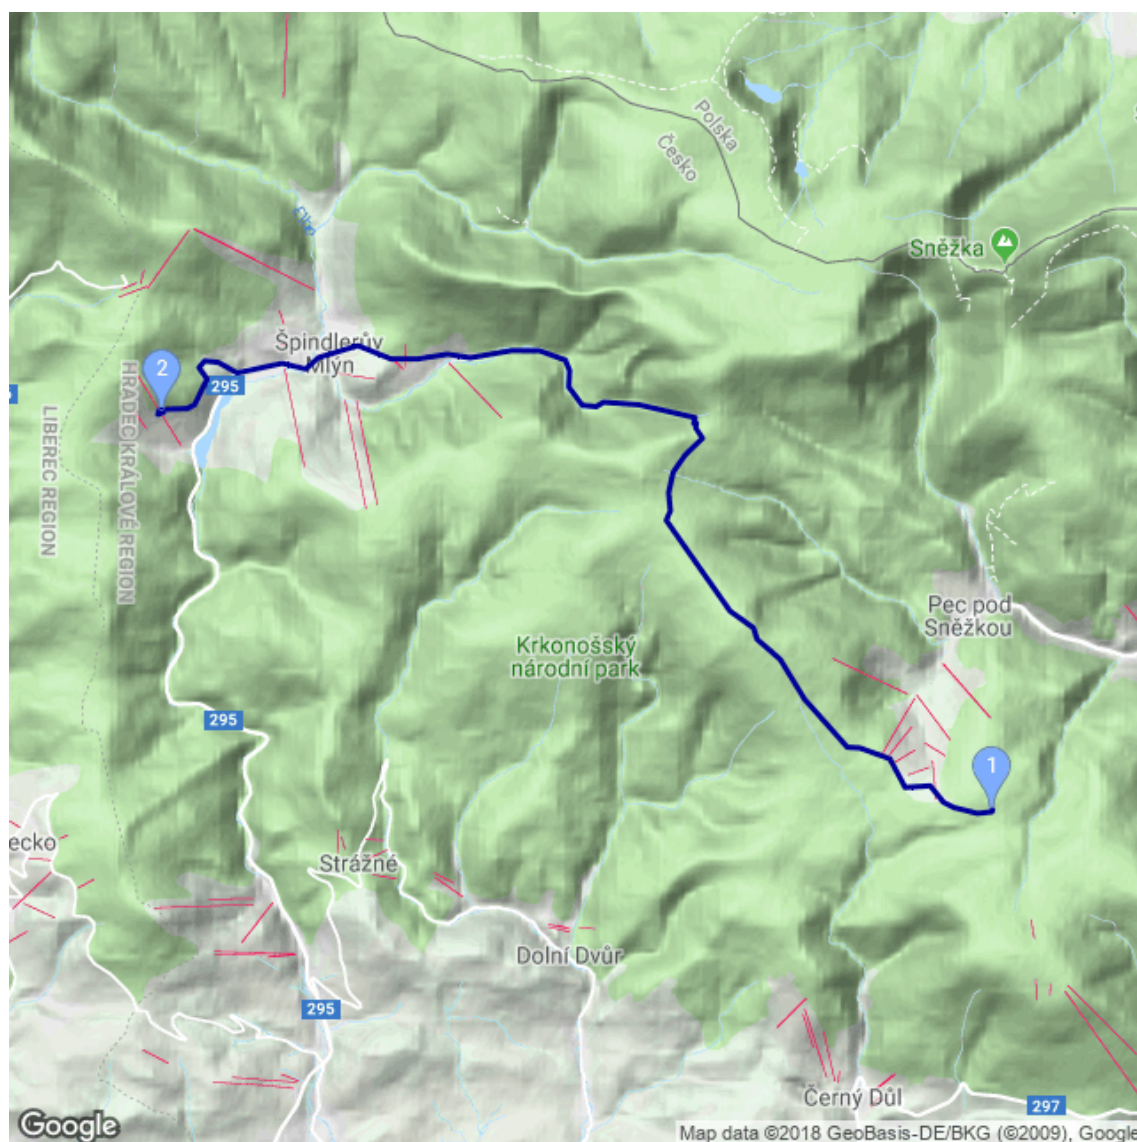 Polska
Česko
Elbe
Sněžka
Špindlerův
Mlýn
2
295
HRADEC KRÁLOVÉ REGION
LIBEREC REGION
Pec pod
Sněžkou
Krkonošský
národní park
295
1
ecko
Strážné
Dolní Dvůr
295
Černý Důl
297
Google
Map data ©2018 GeoBasis-DE/BKG (©2009), Google